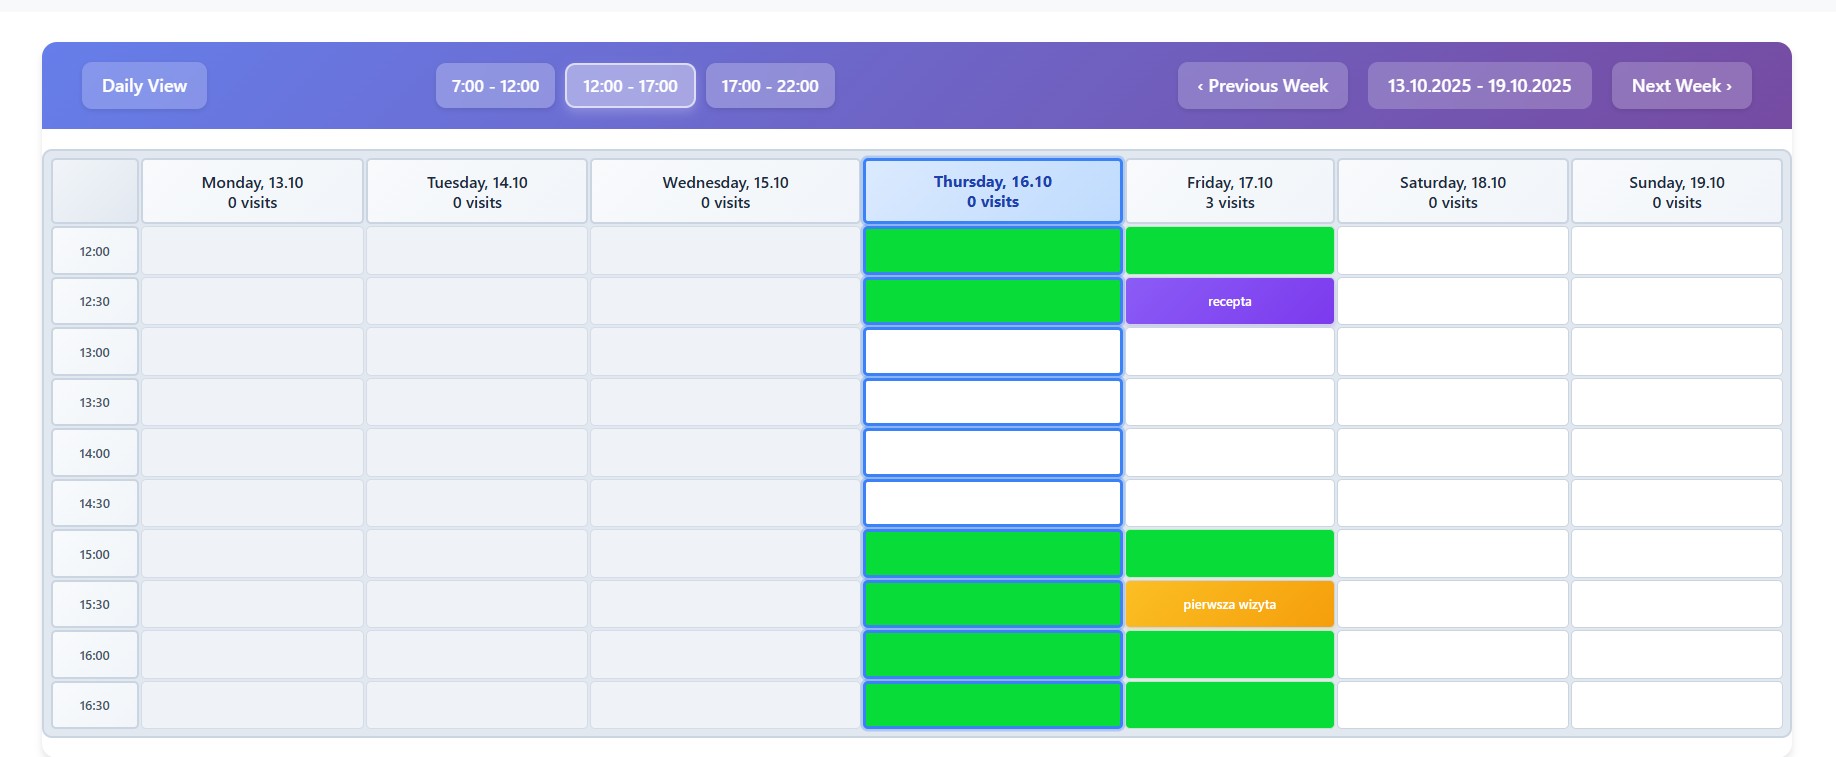 Daily View
7:00 - 12:00
12:00 - 17:00
17:00 - 22:00
‹ Previous Week
13.10.2025 - 19.10.2025
Next Week ›
Monday, 13.10
0 visits
Tuesday, 14.10
0 visits
Wednesday, 15.10
0 visits
Thursday, 16.10
0 visits
Friday, 17.10
3 visits
Saturday, 18.10
0 visits
Sunday, 19.10
0 visits
12:00
12:30
recepta
13:00
13:30
14:00
14:30
15:00
15:30
pierwsza wizyta
16:00
16:30